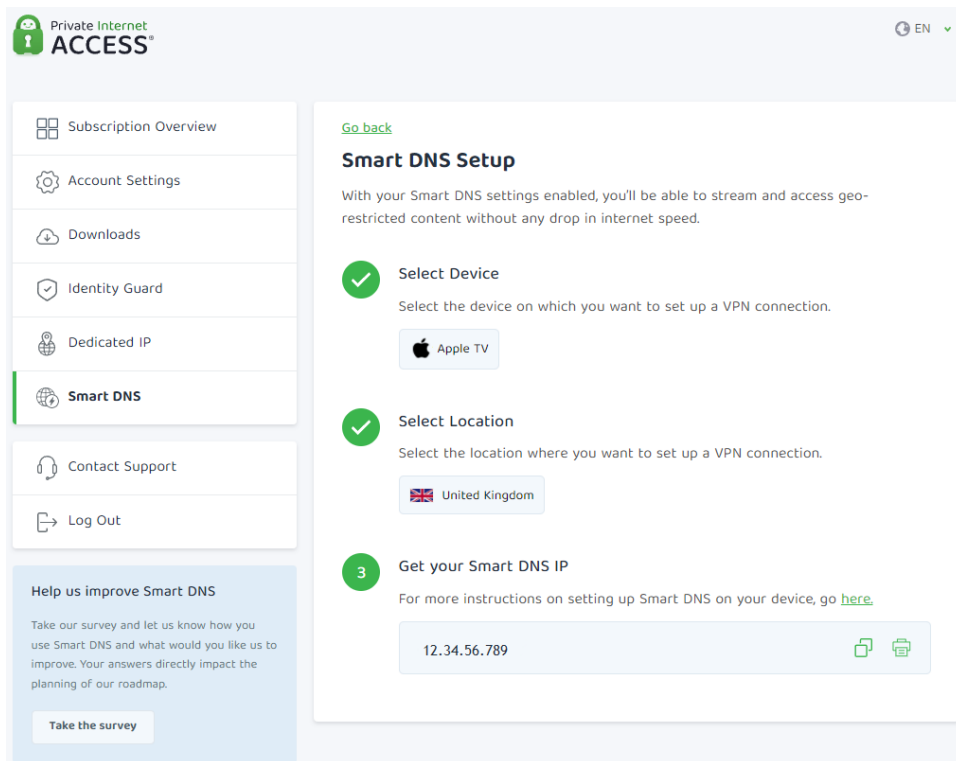 Private Internet
ACCESS®
EN
Subscription Overview
Account Settings
Downloads
Identity Guard
Dedicated IP
Smart DNS
Contact Support
Log Out
Help us improve Smart DNS
Take our survey and let us know how you
use Smart DNS and what would you like us to
improve. Your answers directly impact the
planning of our roadmap.
Take the survey
Go back
Smart DNS Setup
With your Smart DNS settings enabled, you'll be able to stream and access geo-
restricted content without any drop in internet speed.
Select Device
Select the device on which you want to set up a VPN connection.
Apple TV
Select Location
Select the location where you want to set up a VPN connection.
United Kingdom
3
Get your Smart DNS IP
For more instructions on setting up Smart DNS on your device, go here.
12.34.56.789